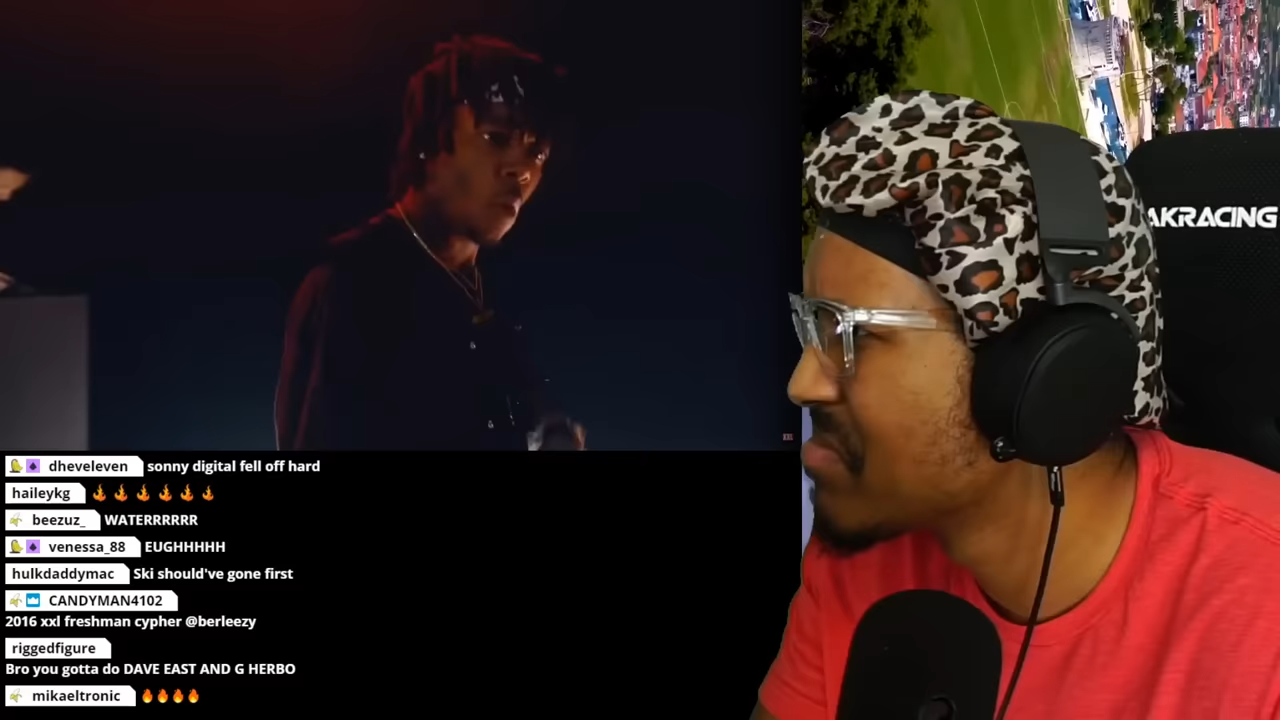 AKRACING
dheveleven sonny digital fell off hard
haileykg
beezuz_ WATERRRRRR
venessa_88 EUGHHHHH
hulkdaddymac Ski should've gone first
CANDYMAN4102
2016 xxl freshman cypher @berleezy
riggedfigure
Bro you gotta do DAVE EAST AND G HERBO
mikaeltronic